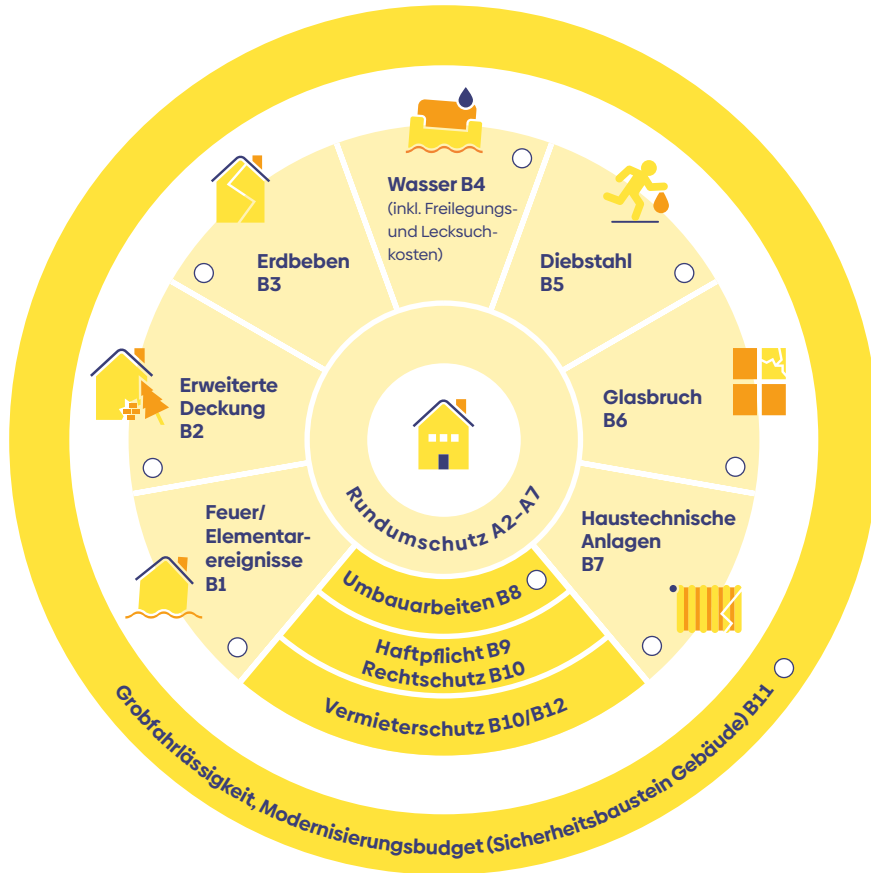 Wasser B4
(inkl. Freilegungs-
und Lecksuch-
kosten)
Erdbeben
B3
Diebstahl
B5
Erweiterte
Deckung
B2
Glasbruch
B6
Feuer/
Elementar-
ereignisse
B1
Haustechnische
Anlagen
B7
Rundumschutz A2–A7
Umbauarbeiten B8
Haftpflicht B9
Rechtschutz B10
Vermieterschutz B10/B12
Grobfahrlässigkeit, Modernisierungsbudget (Sicherheitsbaustein Gebäude) B11